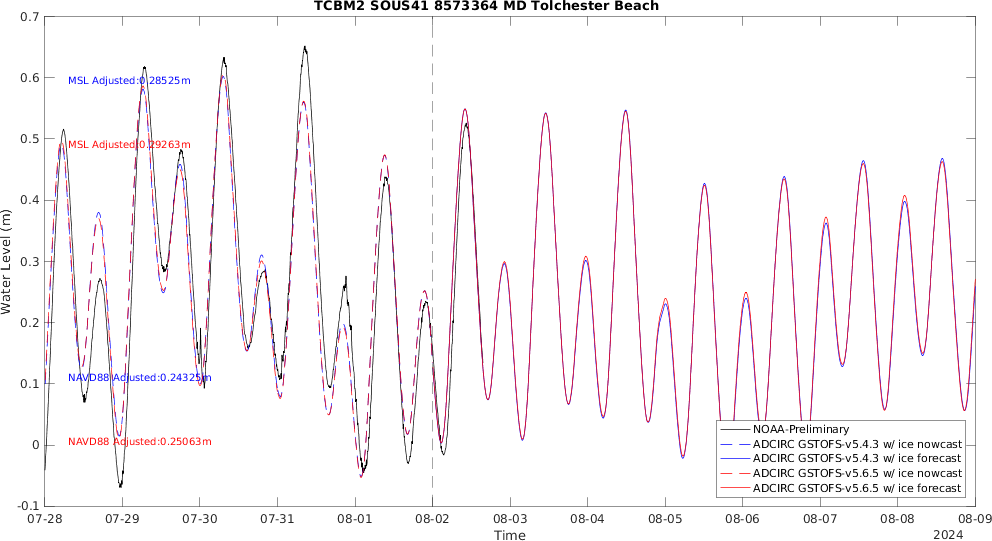 TCBM2 SOUS41 8573364 MD Tolchester Beach
Water Level (m)
0.7
0.6
0.5
0.4
0.3
0.2
0.1
0
-0.1
MSL Adjusted:0.28525m
MSL Adjusted:0.29263m
NAVD88 Adjusted:0.24325m
NAVD88 Adjusted:0.25063m
NOAA-Preliminary
ADCIRC GSTOFS-v5.4.3 w/ ice nowcast
ADCIRC GSTOFS-v5.4.3 w/ ice forecast
ADCIRC GSTOFS-v5.6.5 w/ ice nowcast
ADCIRC GSTOFS-v5.6.5 w/ ice forecast
07-28 07-29 07-30 07-31 08-01 08-02 08-03 08-04 08-05 08-06 08-07 08-08 08-09
Time
2024